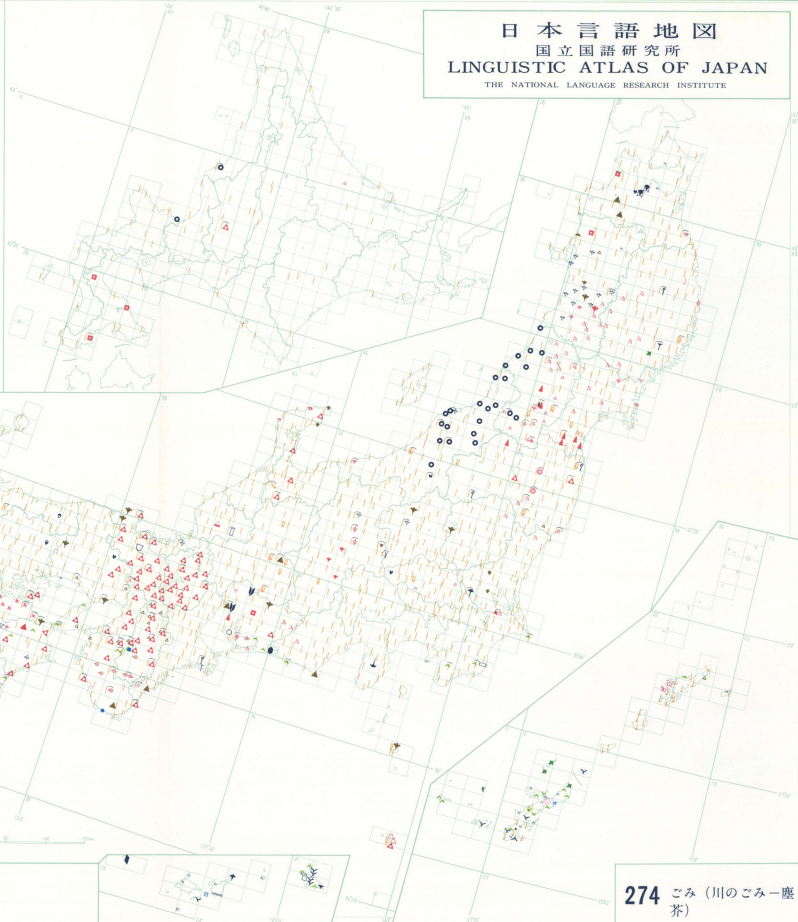 日本言語地図
国立国語研究所
LINGUISTIC ATLAS OF JAPAN
THE NATIONAL LANGUAGE RESEARCH INSTITUTE
274 ごみ（川のごみ－塵
芥）